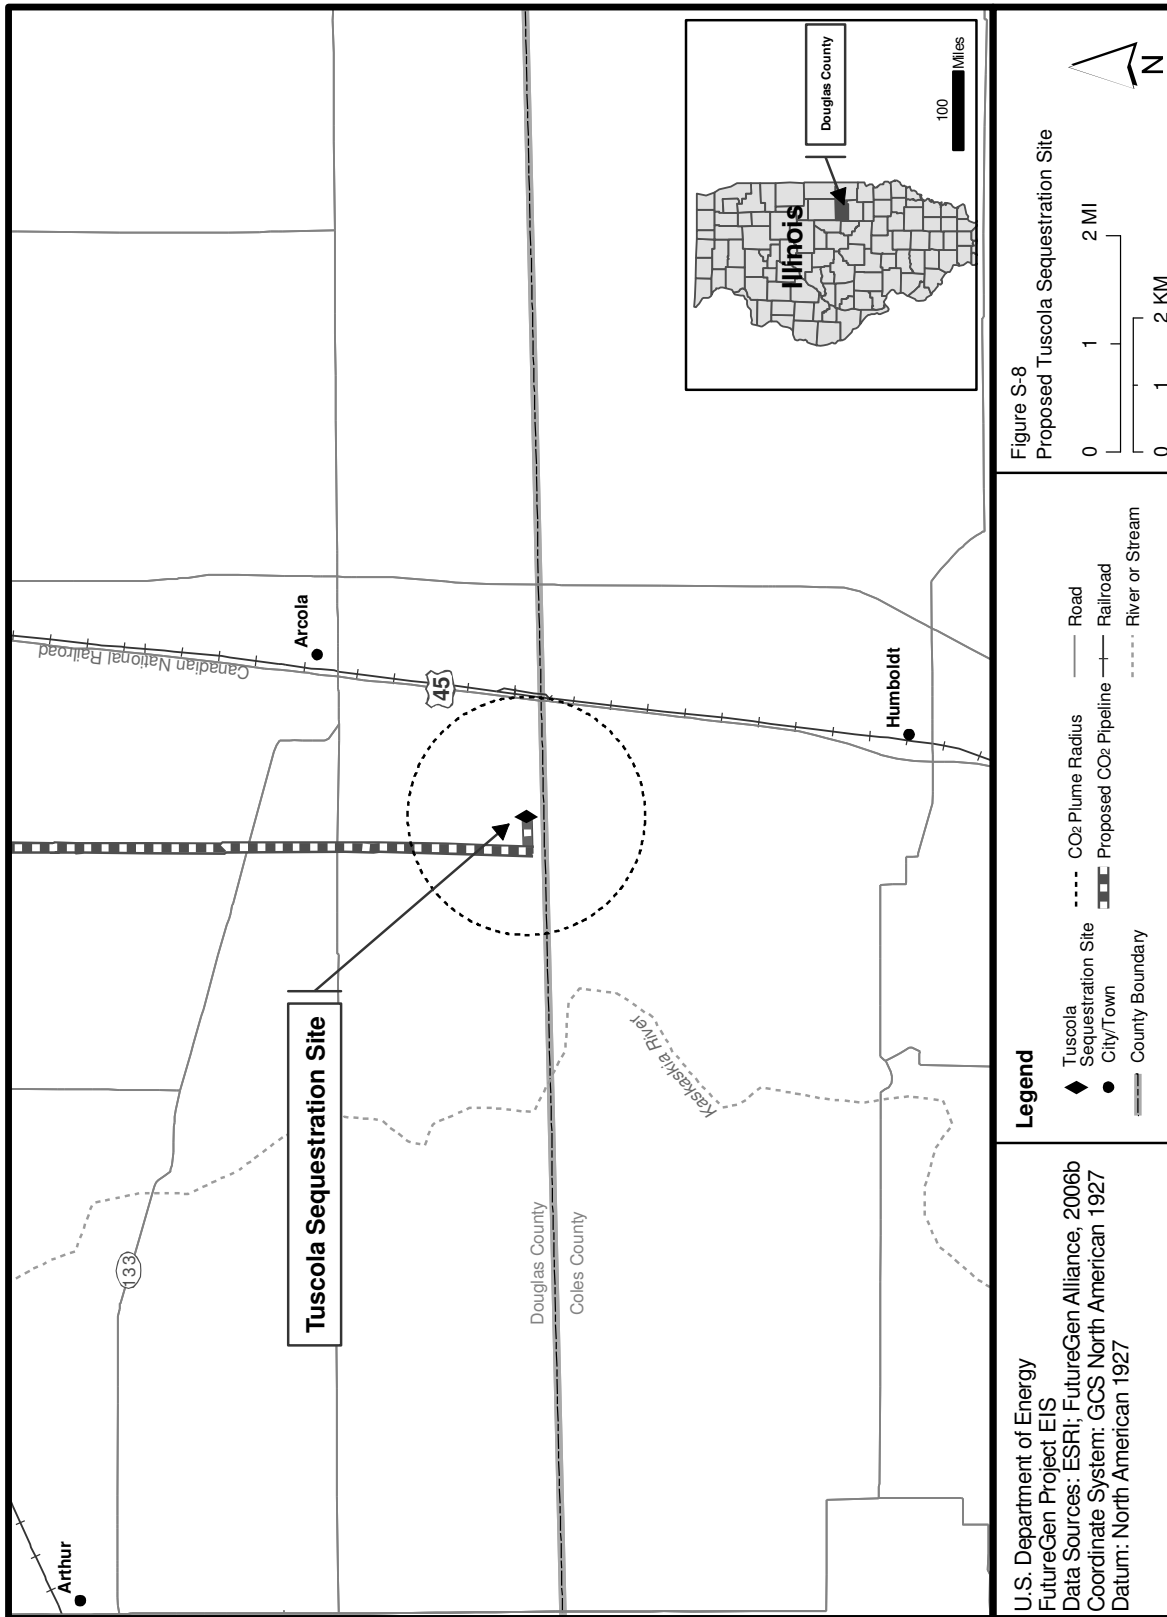 Arthur
133
Canadian National Railroad
Arcola
45
Tuscola Sequestration Site
Douglas County
Coles County
Kaskaskia River
Humboldt
Illinois
Douglas County
100
Miles
U.S. Department of Energy
FutureGen Project EIS
Data Sources: ESRI; FutureGen Alliance, 2006b
Coordinate System: GCS North American 1927
Datum: North American 1927
Legend
Tuscola
Sequestration Site
City/Town
County Boundary
CO2 Plume Radius
Proposed CO2 Pipeline
Road
Railroad
River or Stream
Figure S-8
Proposed Tuscola Sequestration Site
0 1 2 MI
0 1 2 KM
N